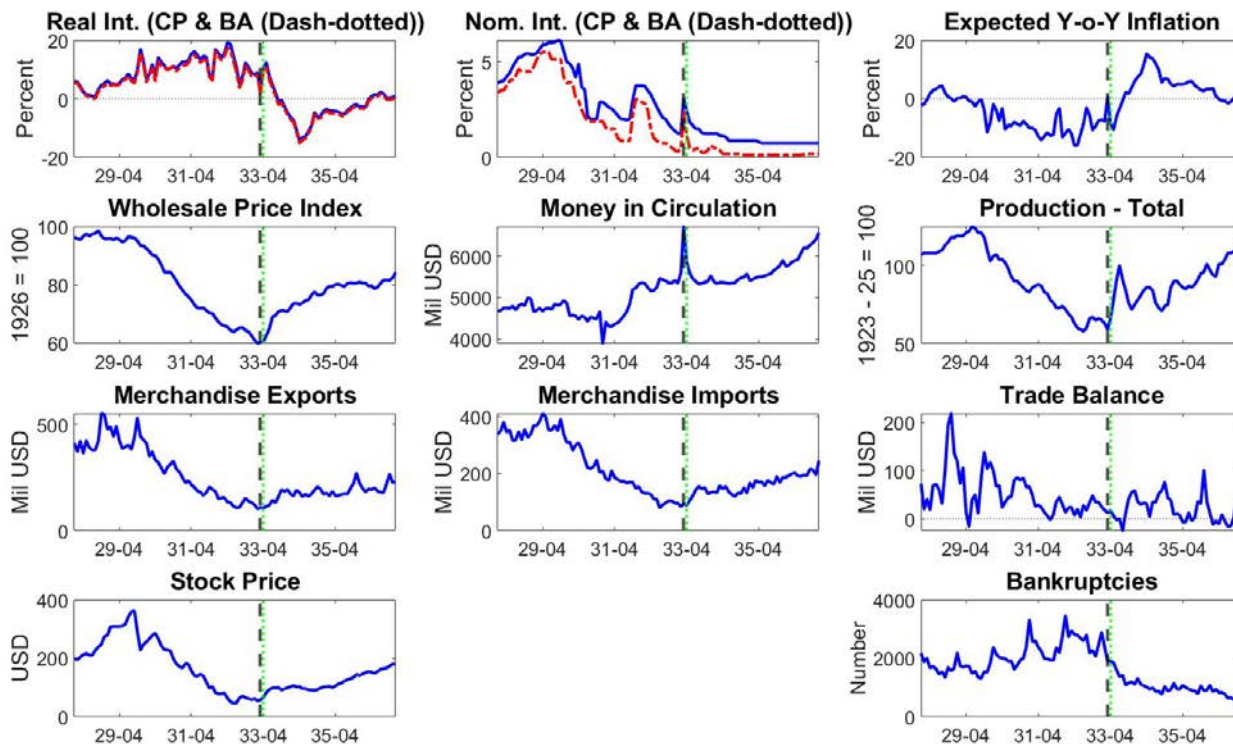 Real Int. (CP & BA (Dash-dotted))
Percent
20
0
-20
29-04 31-04 33-04 35-04
Nom. Int. (CP & BA (Dash-dotted))
5
0
29-04 31-04 33-04 35-04
Expected Y-o-Y Inflation
Percent
20
0
-20
29-04 31-04 33-04 35-04
Wholesale Price Index
1926 = 100
100
80
60
29-04 31-04 33-04 35-04
Money in Circulation
Mil USD
6000
5000
4000
29-04 31-04 33-04 35-04
Production - Total
1923 - 25 = 100
100
50
29-04 31-04 33-04 35-04
Merchandise Exports
Mil USD
500
0
29-04 31-04 33-04 35-04
Merchandise Imports
Mil USD
400
200
0
29-04 31-04 33-04 35-04
Trade Balance
Mil USD
200
100
0
29-04 31-04 33-04 35-04
Stock Price
USD
400
200
0
29-04 31-04 33-04 35-04
Bankruptcies
Number
4000
2000
0
29-04 31-04 33-04 35-04